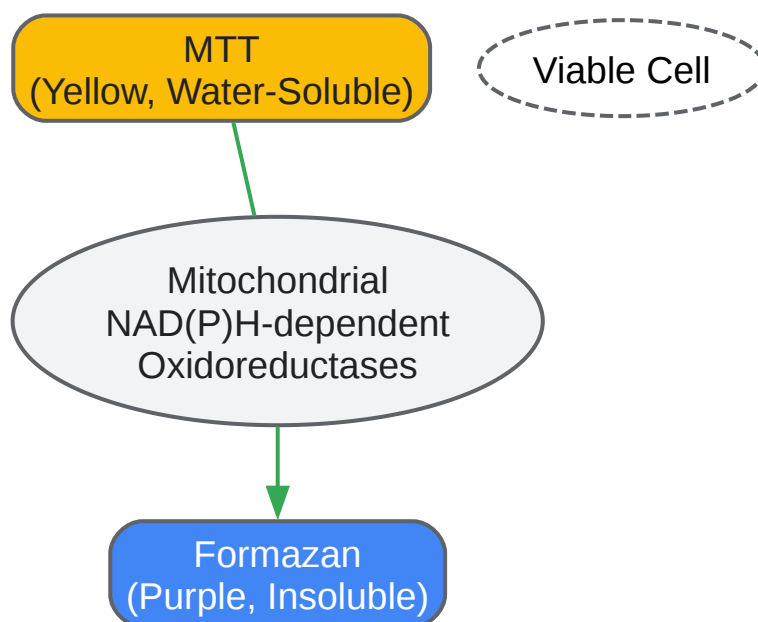 MTT
(Yellow, Water-Soluble)
Viable Cell
Mitochondrial
NAD(P)H-dependent
Oxidoreductases
Formazan
(Purple, Insoluble)